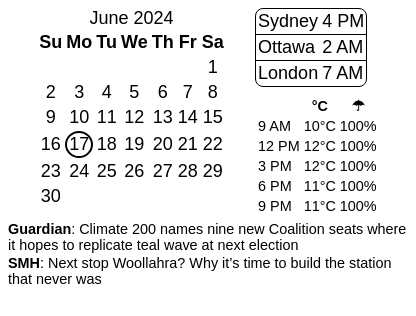 June 2024
Su Mo Tu We Th Fr Sa
1
2 3 4 5 6 7 8
9 10 11 12 13 14 15
16 17 18 19 20 21 22
23 24 25 26 27 28 29
30
Sydney 4 PM
Ottawa 2 AM
London 7 AM
°C ☂
9 AM 10°C 100%
12 PM 12°C 100%
3 PM 12°C 100%
6 PM 11°C 100%
9 PM 11°C 100%
Guardian: Climate 200 names nine new Coalition seats where
it hopes to replicate teal wave at next election
SMH: Next stop Woollahra? Why it’s time to build the station
that never was